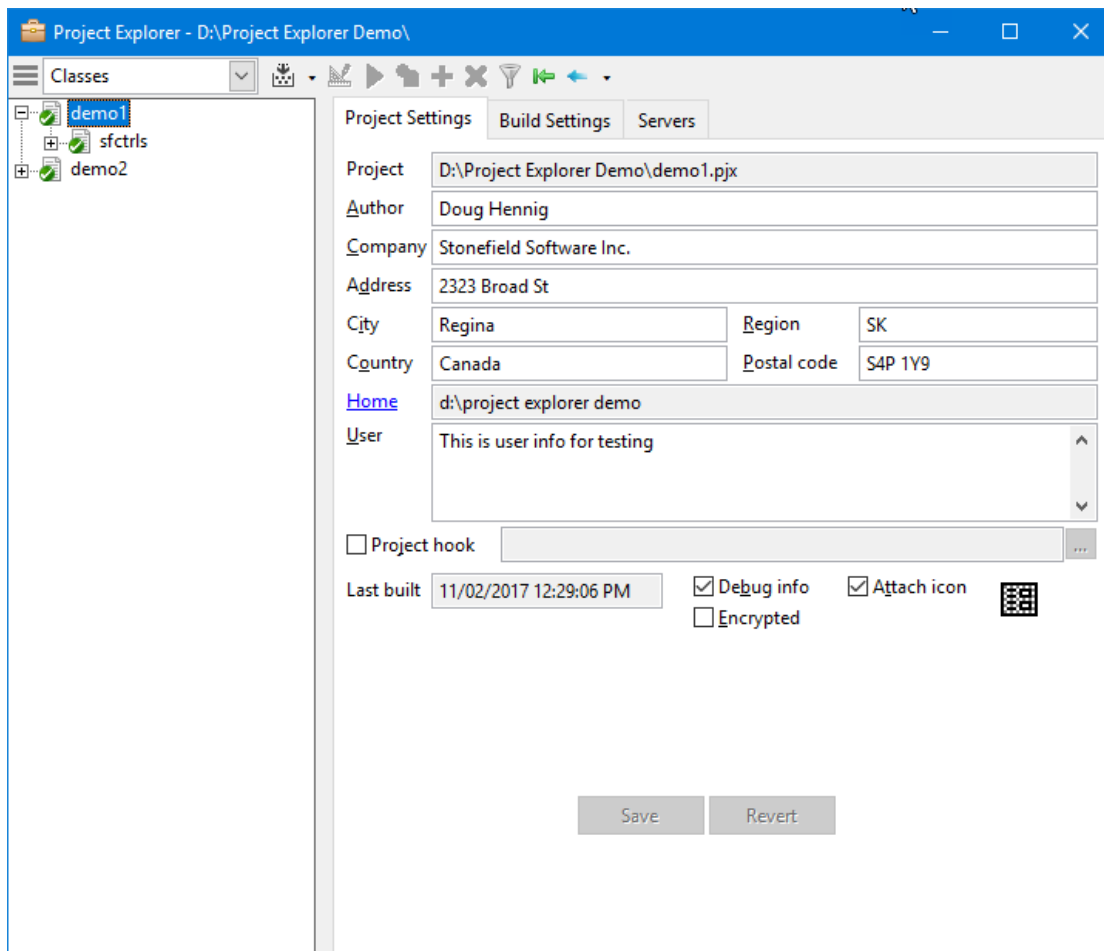 Project Explorer - D:\Project Explorer Demo\
Classes
demo1
sfctrls
demo2
Project Settings
Build Settings
Servers
Project D:\Project Explorer Demo\demo1.pjx
Author Doug Hennig
Company Stonefield Software Inc.
Address 2323 Broad St
City Regina Region SK
Country Canada Postal code S4P 1Y9
Home d:\project explorer demo
User This is user info for testing
Project hook ...
Last built 11/02/2017 12:29:06 PM Debug info Attach icon
Encrypted
Save Revert